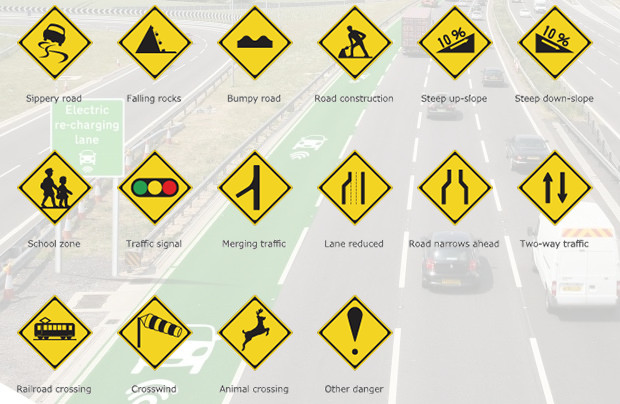 10 %
10 %
Sippery road
Falling rocks
Bumpy road
Road construction
Steep up-slope
Steep down-slope
Electric
re-charging
lane
School zone
Traffic signal
Merging traffic
Lane reduced
Road narrows ahead
Two-way traffic
Railroad crossing
Crosswind
Animal crossing
Other danger